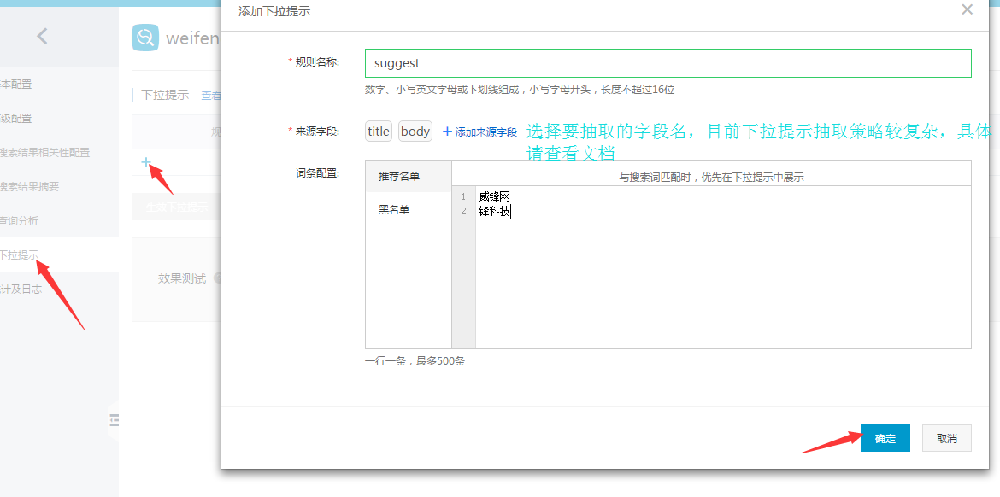 添加下拉提示
weifen
* 规则名称:
suggest
数字、小写英文字母或下划线组成，小写字母开头，长度不超过16位
本配置
级配置
搜索结果相关性配置
搜索结果摘要
查询分析
下拉提示
计及日志
下拉提示 查看
规
+
生效下拉提示
效果测试
* 来源字段:
title body + 添加来源字段
选择要抽取的字段名，目前下拉提示抽取策略较复杂，具体
请查看文档
词条配置:
推荐名单
黑名单
与搜索词匹配时，优先在下拉提示中展示
1 威锋网
2 锋科技
一行一条，最多500条
确定
取消